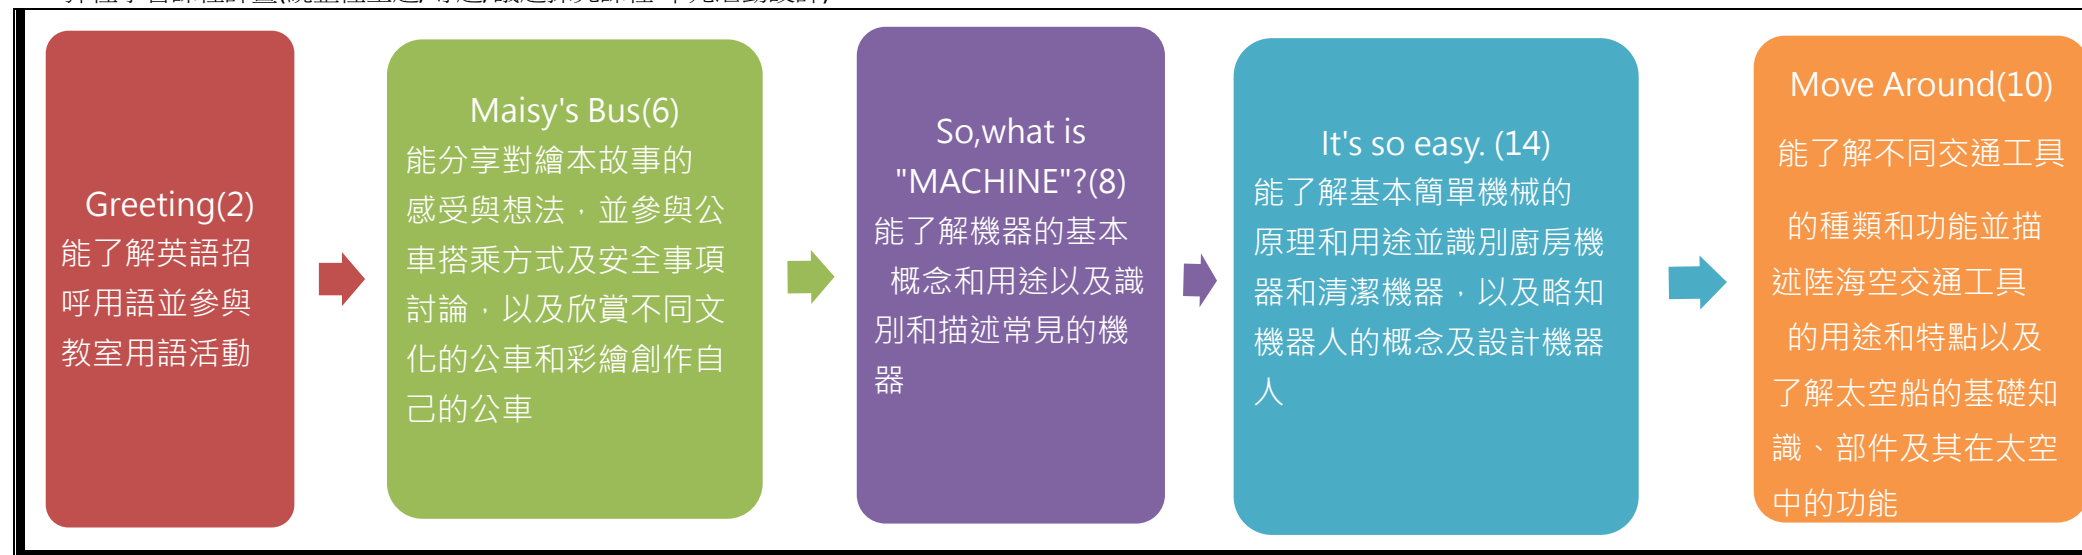 Greeting(2)
能了解英語招
呼用語並參與
教室用語活動
Maisy's Bus(6)
能分享對繪本故事的
感受與想法，並參與公
車搭乘方式及安全事項
討論，以及欣賞不同文
化的公車和彩繪創作自
己的公車
So,what is
"MACHINE"?(8)
能了解機器的基本
概念和用途以及識
別和描述常見的機
器
It's so easy. (14)
能了解基本簡單機械的
原理和用途並識別廚房機
器和清潔機器，以及略知
機器人的概念及設計機器
人
Move Around(10)
能了解不同交通工具
的種類和功能並描
述陸海空交通工具
的用途和特點以及
了解太空船的基礎知
識、部件及其在太空
中的功能